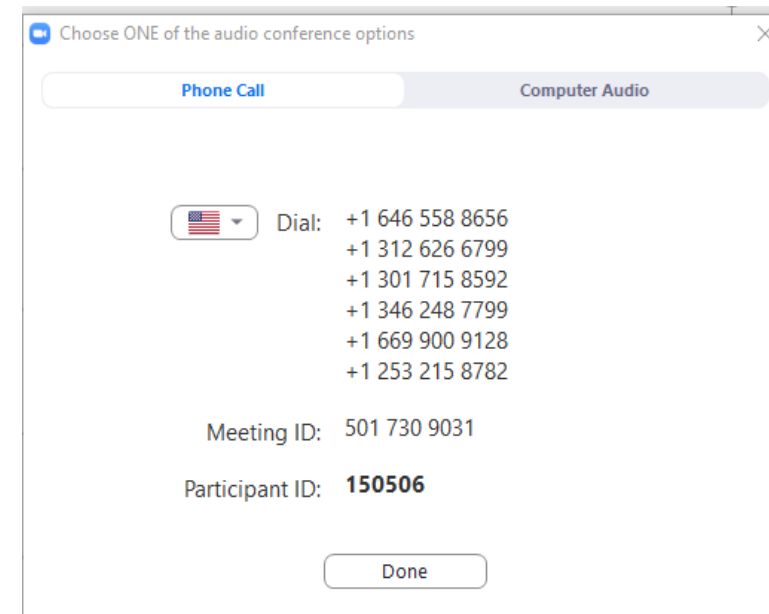 Choose ONE of the audio conference options
Phone Call Computer Audio
Dial: +1 646 558 8656
+1 312 626 6799
+1 301 715 8592
+1 346 248 7799
+1 669 900 9128
+1 253 215 8782
Meeting ID: 501 730 9031
Participant ID: 150506
Done